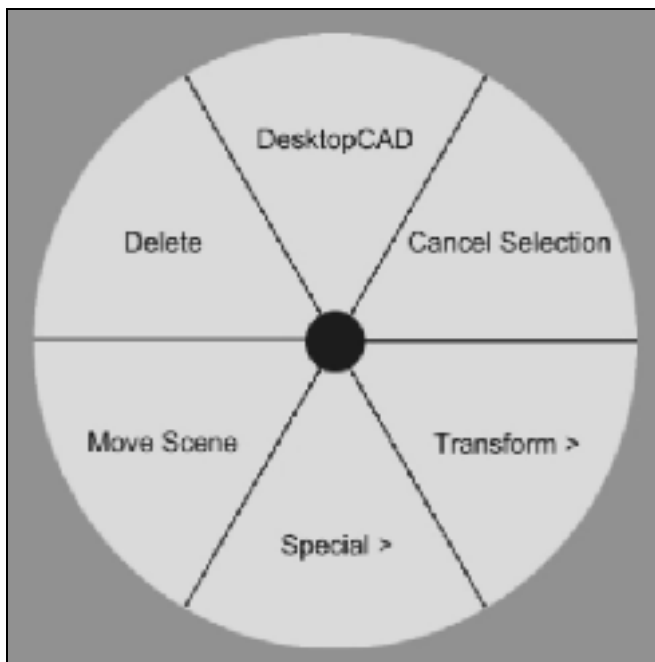 DesktopCAD
Delete
Cancel Selection
Move Scene
Transform >
Special >